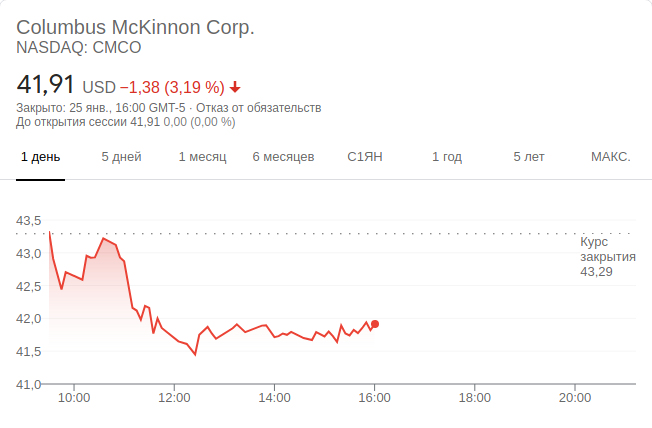 Columbus McKinnon Corp.
NASDAQ: CMCO
41,91 USD −1,38 (3,19 %)
Закрыто: 25 янв., 16:00 GMT-5 · Отказ от обязательств
До открытия сессии 41,91 0,00 (0,00 %)
1 день 5 дней 1 месяц 6 месяцев С1ЯН 1 год 5 лет МАКС.
43,5
Курс
43,0
закрытия
43,29
42,5
42,0
41,5
41,0
10:00 12:00 14:00 16:00 18:00 20:00